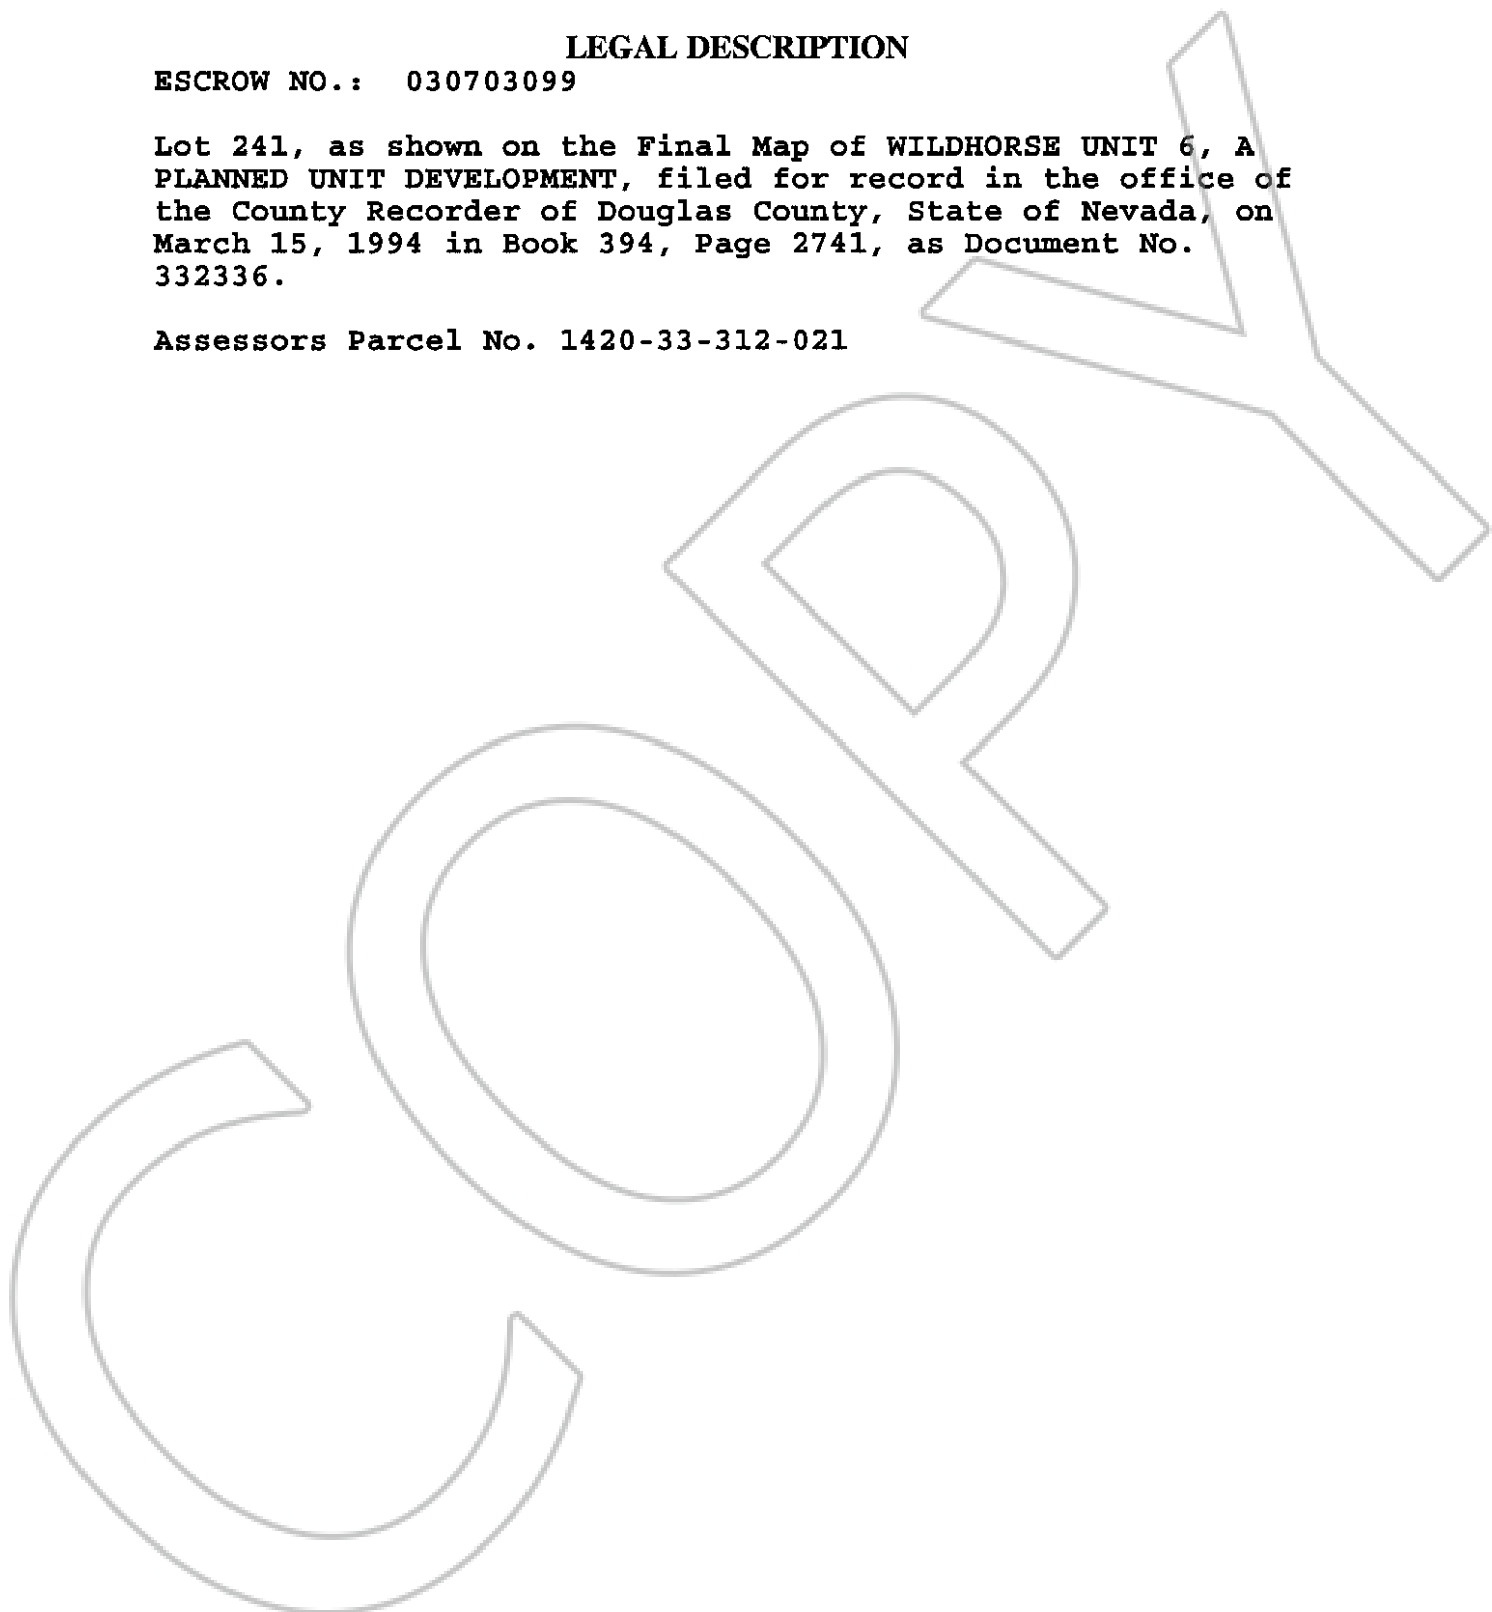 LEGAL DESCRIPTION
ESCROW NO.: 030703099
Lot 241, as shown on the Final Map of WILDHORSE UNIT 6, A
PLANNED UNIT DEVELOPMENT, filed for record in the office of
the County Recorder of Douglas County, State of Nevada, on
March 15, 1994 in Book 394, Page 2741, as Document No.
332336.
Assessors Parcel No. 1420-33-312-021
COPY